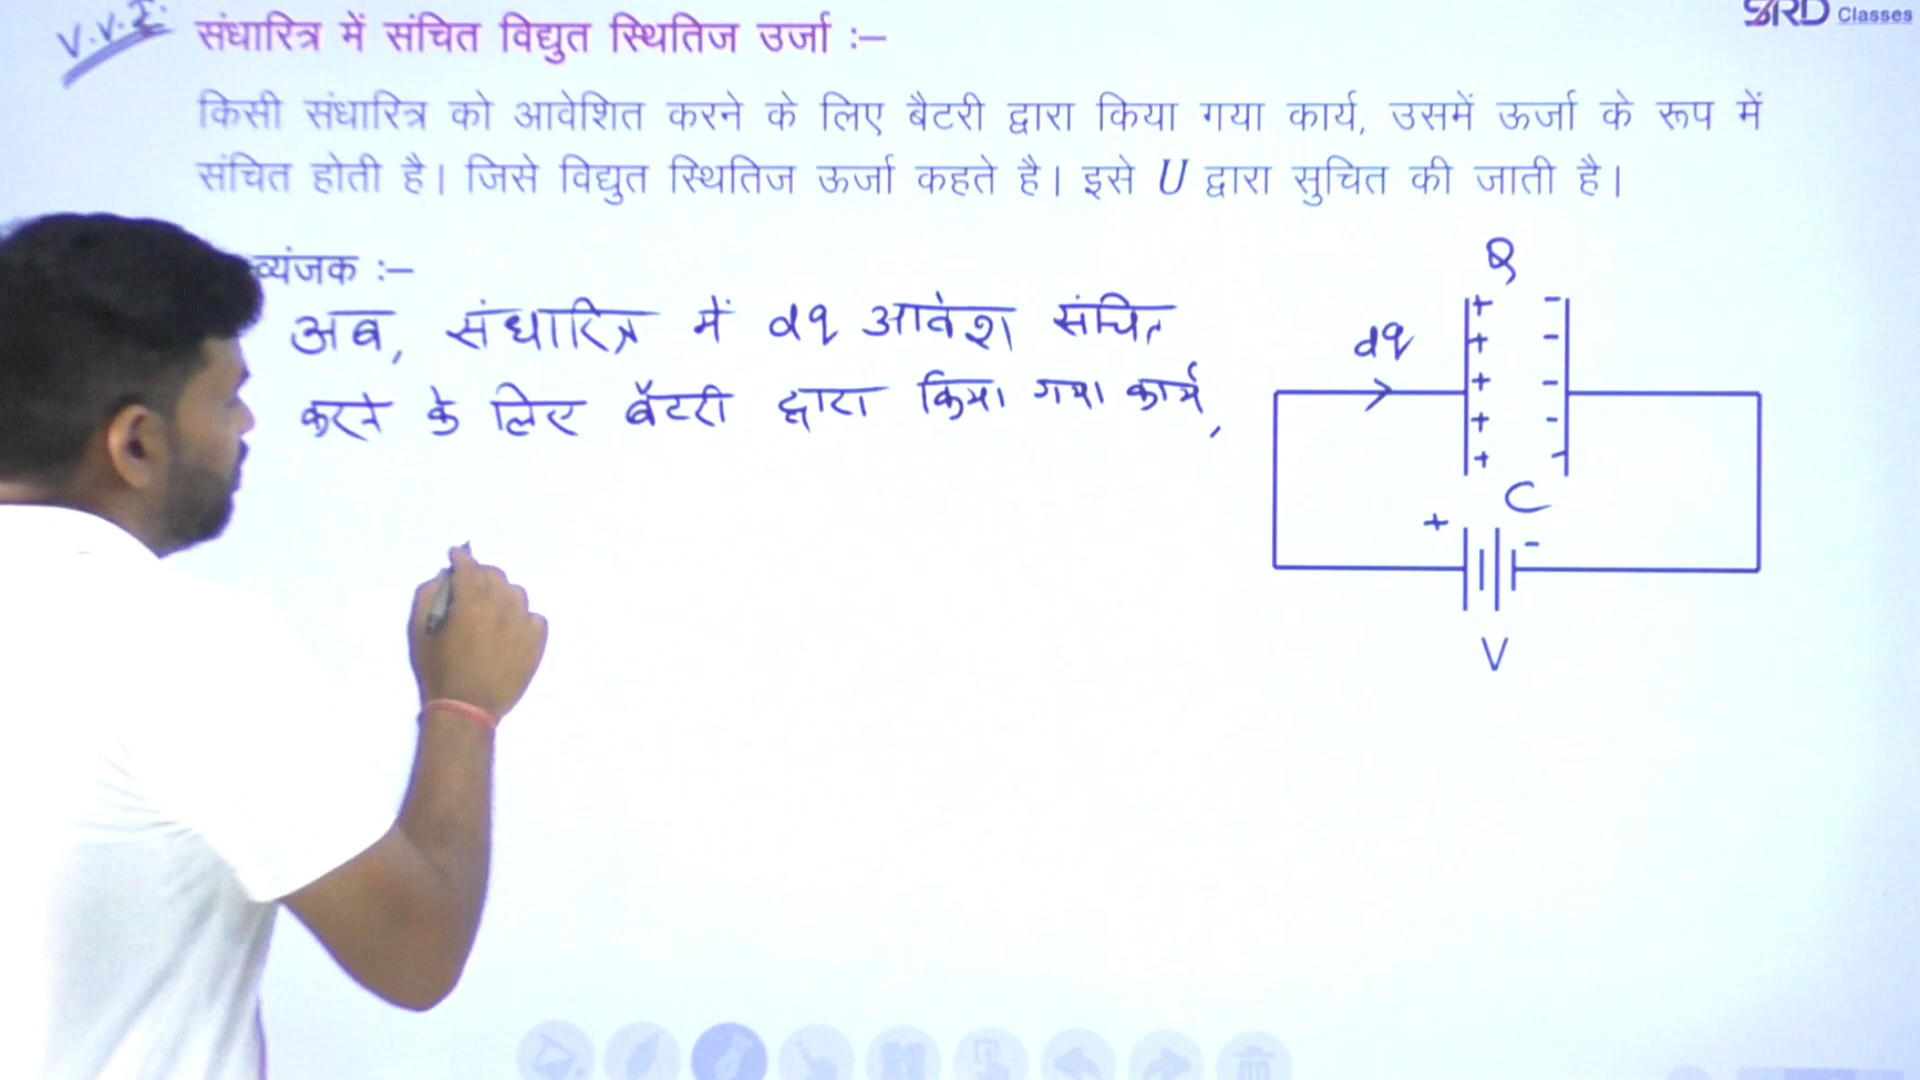 V.V.I. संधारित्र में संचित विद्युत स्थितिज उर्जा :–
SRD Classes
किसी संधारित्र को आवेशित करने के लिए बैटरी द्वारा किया गया कार्य, उसमें ऊर्जा के रूप में
संचित होती है। जिसे विद्युत स्थितिज ऊर्जा कहते है। इसे U द्वारा सुचित की जाती है।
व्यंजक :–
अब, संधारित्र में dq आवेश संचित
करने के लिए बैटरी द्वारा किया गया कार्य,
Q
dq
+ −
+ −
+ −
+ −
+ −
C
+ −
V